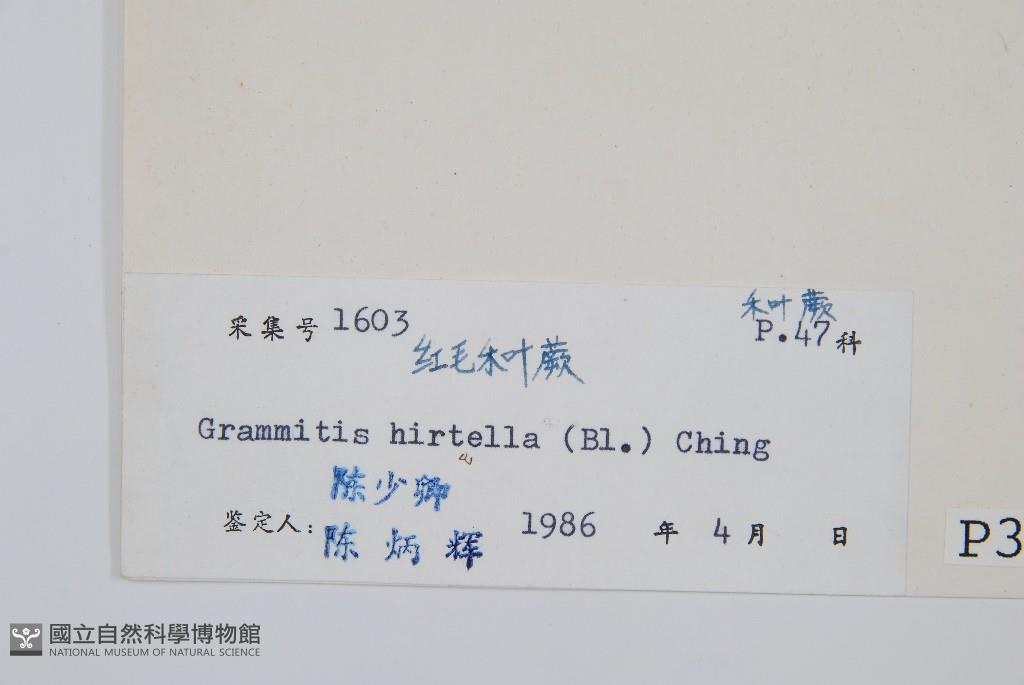 禾叶蕨
采集号 1603 P.47 科
红毛禾叶蕨
Grammitis hirtella (Bl.) Ching
陈少卿
鉴定人: 1986 年 4 月 日
陈炳辉
P3
國立自然科學博物館
NATIONAL MUSEUM OF NATURAL SCIENCE